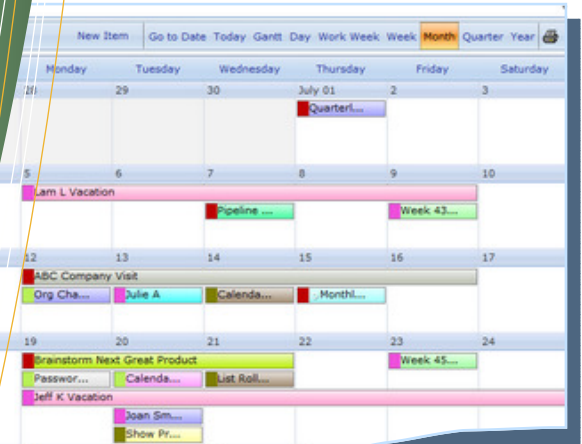 New Item Go to Date Today Gantt Day Work Week Week Month Quarter Year
Monday Tuesday Wednesday Thursday Friday Saturday
28 29 30 July 01 2 3
Quarterl...
5 6 7 8 9 10
Lam L Vacation
Pipeline ... Week 43...
12 13 14 15 16 17
ABC Company Visit
Org Cha... Julie A Calenda... Monthl...
19 20 21 22 23 24
Brainstorm Next Great Product Week 45...
Passwor... Calenda... List Roll...
Jeff K Vacation
Joan Sm...
Show Pr...